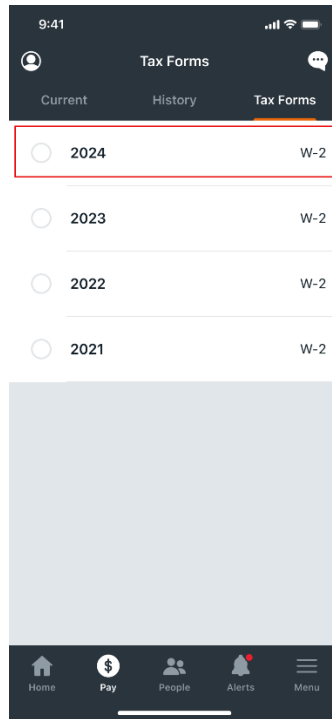 9:41
Tax Forms
Current History Tax Forms
2024 W-2
2023 W-2
2022 W-2
2021 W-2
$
Home Pay People Alerts Menu